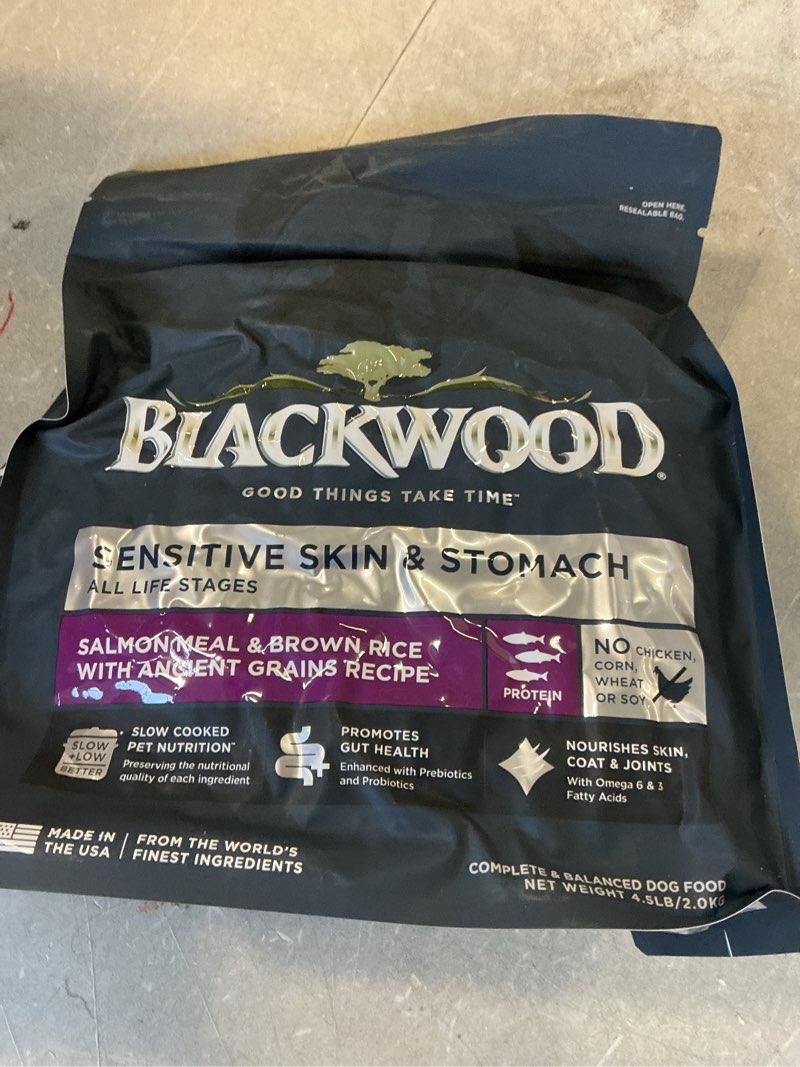 OPEN HERE.
RESEALABLE BAG.
BLACKWOOD®
GOOD THINGS TAKE TIME™
SENSITIVE SKIN & STOMACH
ALL LIFE STAGES
SALMON MEAL & BROWN RICE
WITH ANCIENT GRAINS RECIPE
PROTEIN
NO CHICKEN,
CORN,
WHEAT
OR SOY
SLOW
+LOW
BETTER
SLOW COOKED
PET NUTRITION™
Preserving the nutritional
quality of each ingredient
PROMOTES
GUT HEALTH
Enhanced with Prebiotics
and Probiotics
NOURISHES SKIN,
COAT & JOINTS
With Omega 6 & 3
Fatty Acids
MADE IN
THE USA
FROM THE WORLD'S
FINEST INGREDIENTS
COMPLETE & BALANCED DOG FOOD
NET WEIGHT 4.5LB/2.0KG